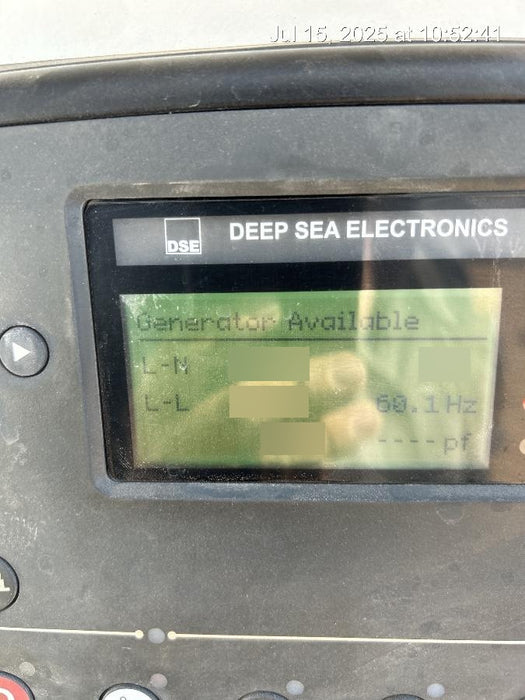 Jul 15, 2025 at 10:52:41
DSE DEEP SEA ELECTRONICS
Generator Available
L-N
L-L 60.1 Hz
---- pf